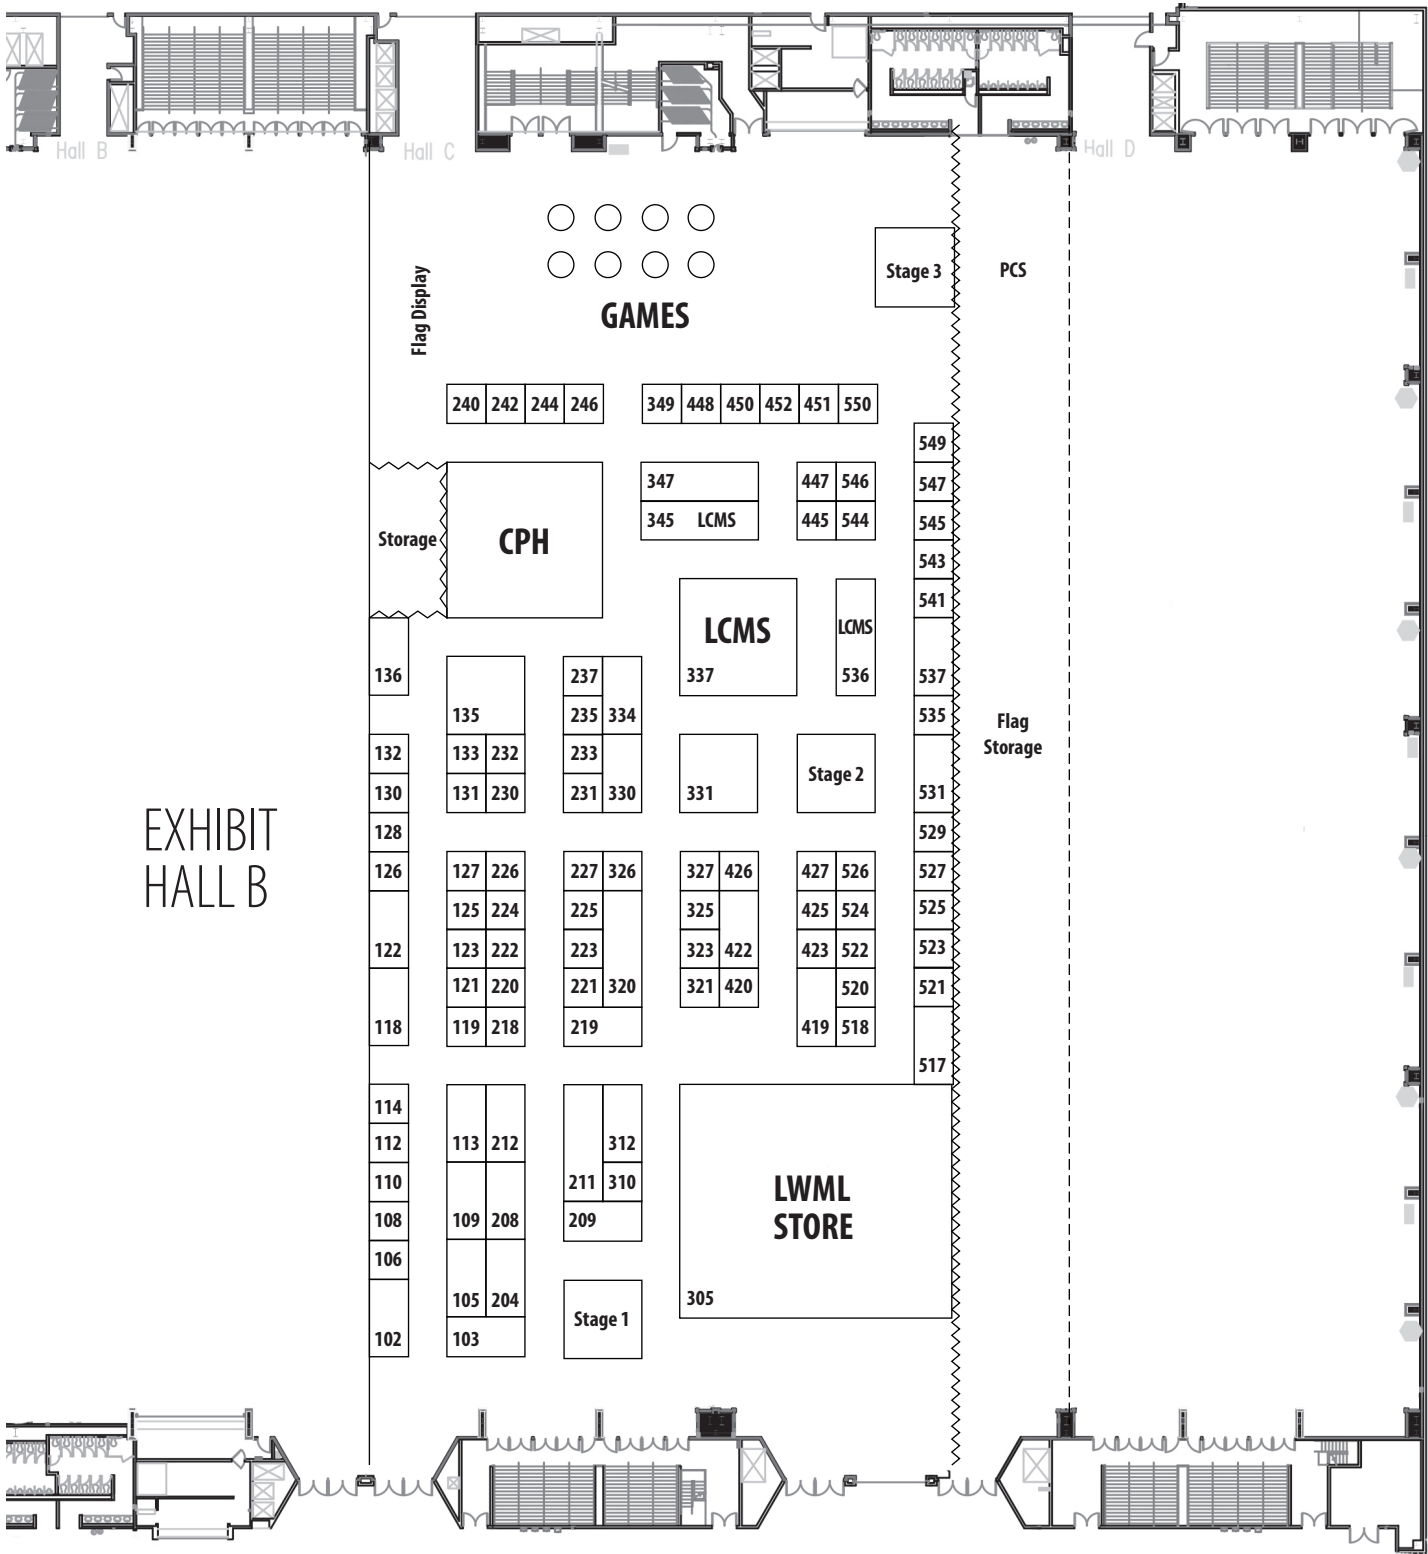 Hall B
Hall C
Hall D
Stage 3
PCS
Flag Display
GAMES
240 242 244 246 349 448 450 452 451 550
549
347 447 546 547
345 LCMS 445 544 545
Storage
CPH
543
541
LCMS
LCMS
136 237 337 536 537
135 235 334 535
Flag
Storage
132 133 232 233
Stage 2
130 131 230 231 330 331 531
EXHIBIT
HALL B
128 529
126 127 226 227 326 327 426 427 526 527
125 224 225 325 425 524 525
122 123 222 223 323 422 423 522 523
121 220 221 320 321 420 520 521
118 119 218 219 419 518
517
114
112 113 212 312
110 211 310
LWML
STORE
108 109 208 209
106
105 204 305
Stage 1
102 103